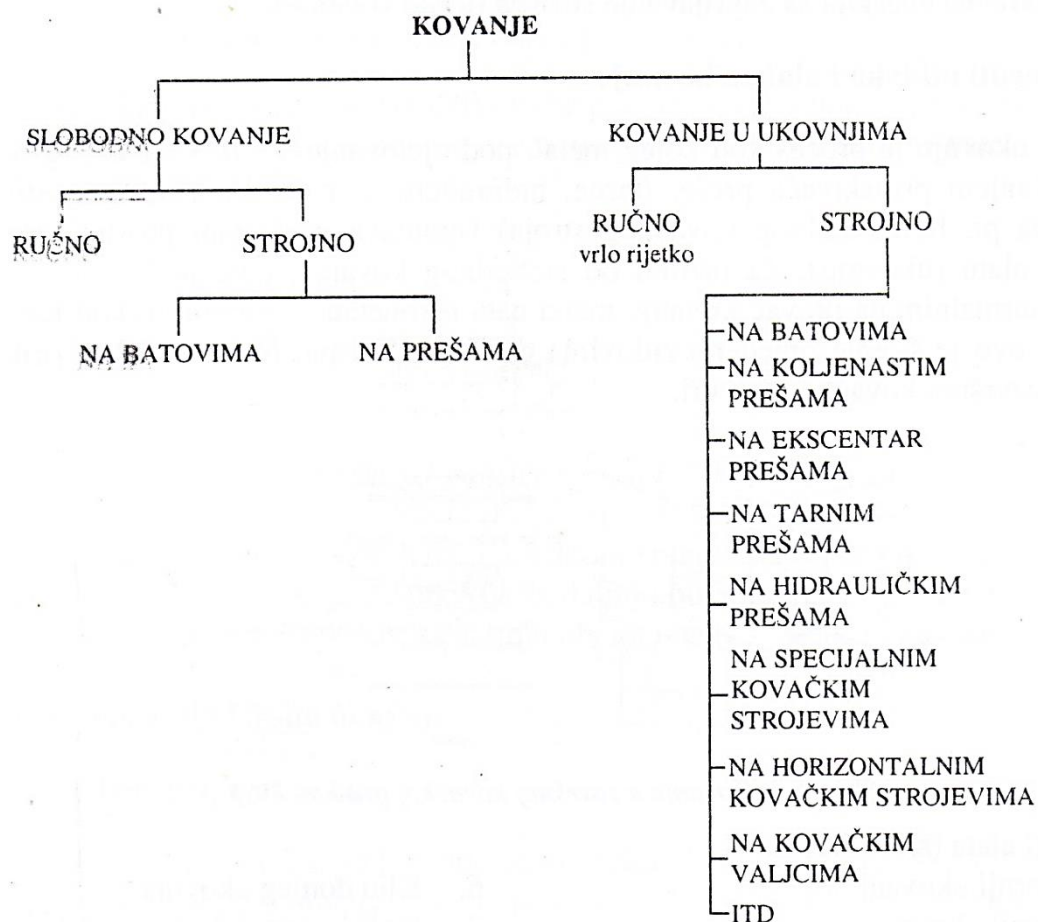 KOVANJE
SLOBODNO KOVANJE
KOVANJE U UKOVNJIMA
RUČNO
STROJNO
RUČNO
vrlo rijetko
STROJNO
NA BATOVIMA
NA PREŠAMA
NA BATOVIMA
NA KOLJENASTIM
PREŠAMA
NA EKSCENTAR
PREŠAMA
NA TARNIM
PREŠAMA
NA HIDRAULIČKIM
PREŠAMA
NA SPECIJALNIM
KOVAČKIM
STROJEVIMA
NA HORIZONTALNIM
KOVAČKIM STROJEVIMA
NA KOVAČKIM
VALJCIMA
ITD